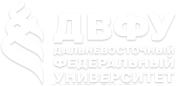 ДВФУ
ДАЛЬНЕВОСТОЧНЫЙ
ФЕДЕРАЛЬНЫЙ
УНИВЕРСИТЕТ